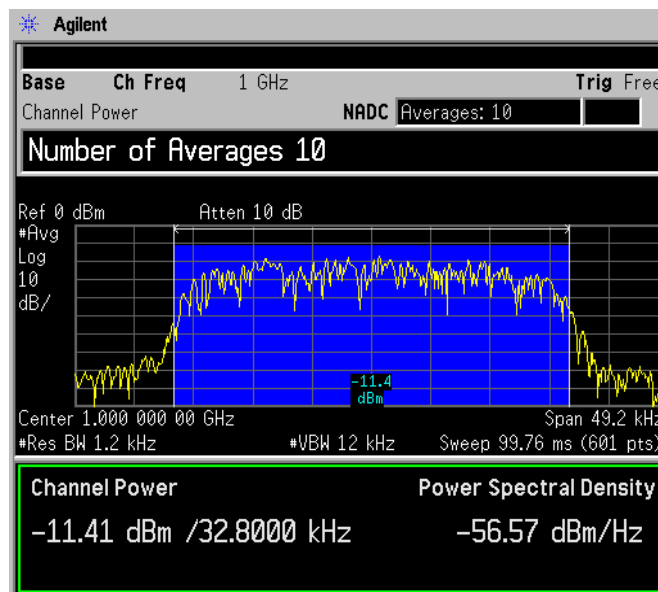 Agilent
Base Ch Freq 1 GHz Trig Free
Channel Power NADC Averages: 10
Number of Averages 10
Ref 0 dBm Atten 10 dB
#Avg
Log
10
dB/
-11.4
dBm
Center 1.000 000 00 GHz Span 49.2 kHz
#Res BW 1.2 kHz #VBW 12 kHz Sweep 99.76 ms (601 pts)
Channel Power Power Spectral Density
-11.41 dBm /32.8000 kHz -56.57 dBm/Hz